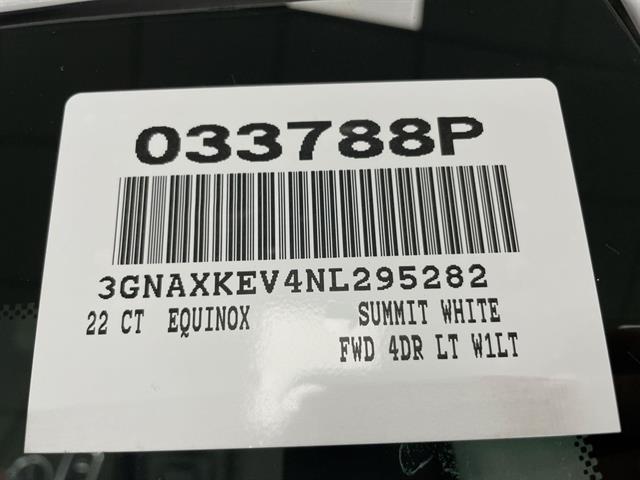 033788P
3GNAXKEV4NL295282
22 CT EQUINOX SUMMIT WHITE
FWD 4DR LT W1LT